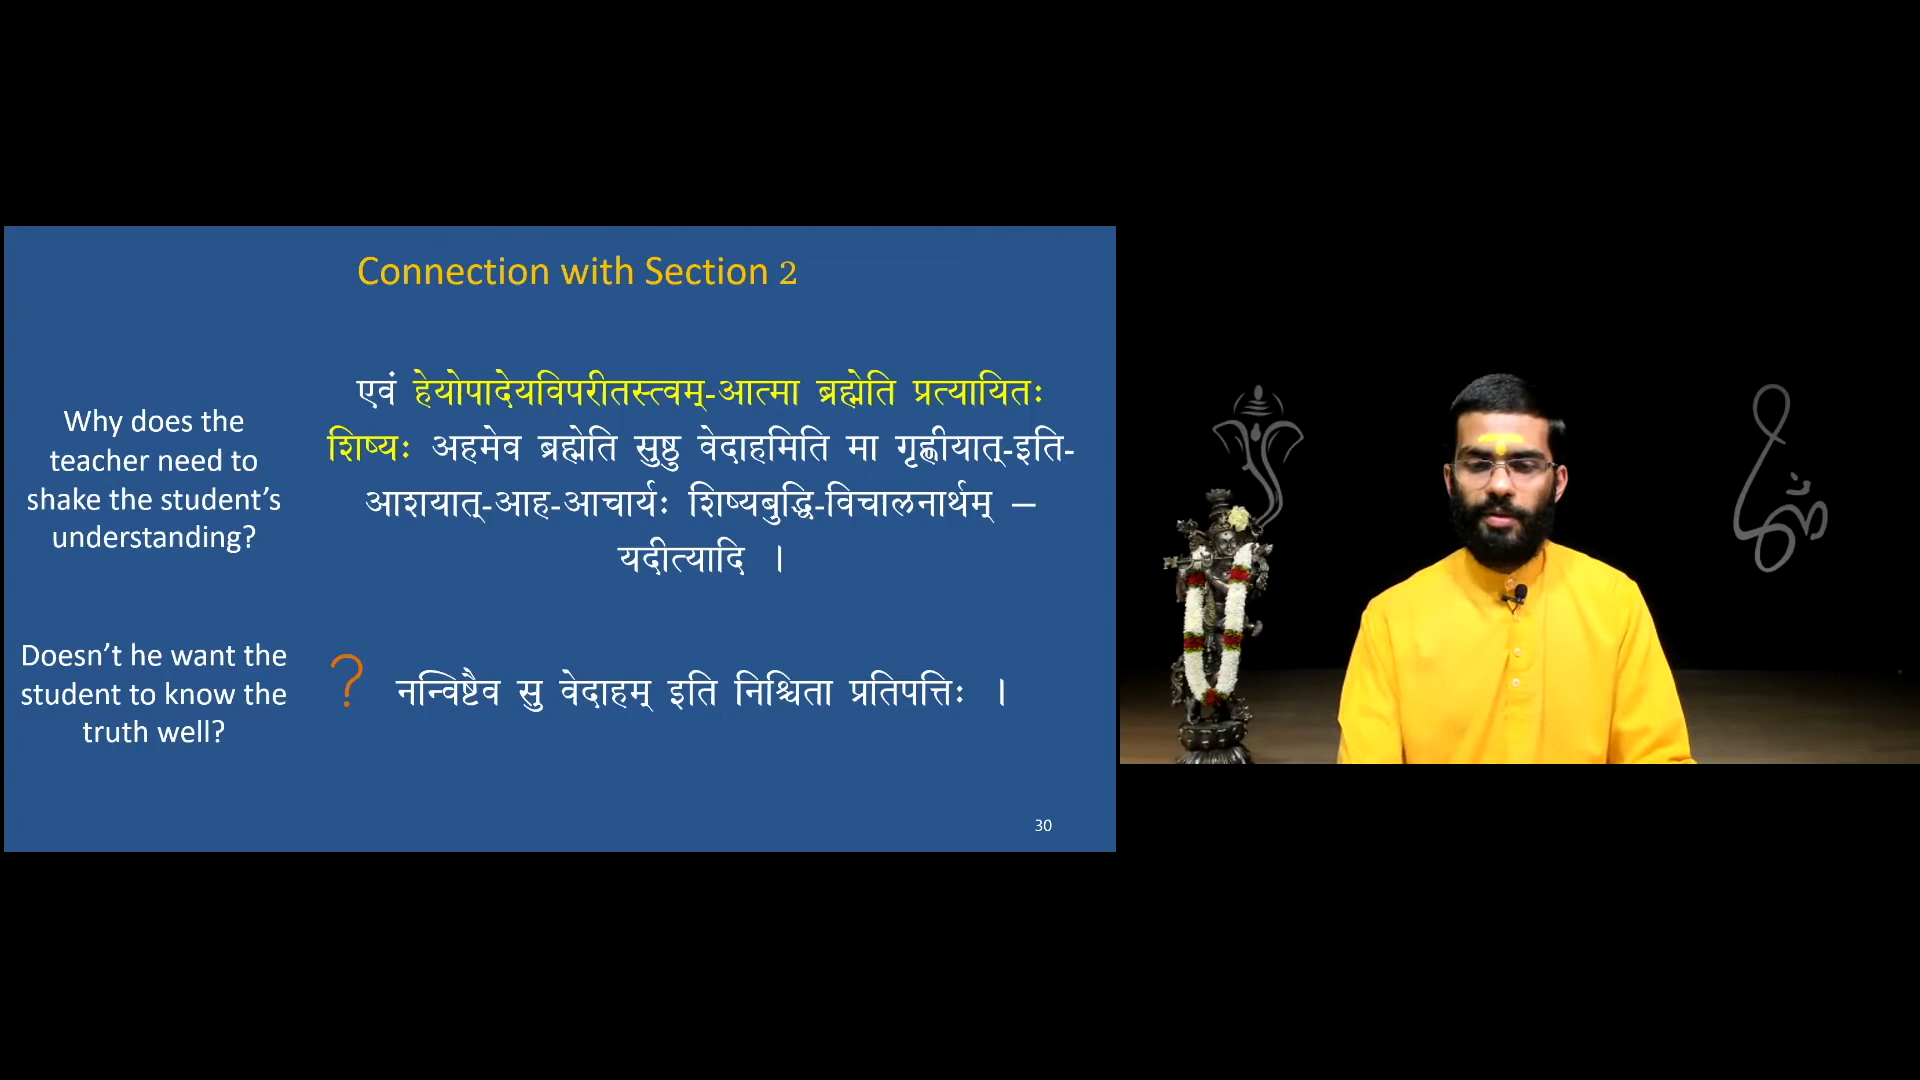 Connection with Section 2
Why does the
teacher need to
shake the student’s
understanding?
एवं हेयोपादेयविपरीतस्त्वम्-आत्मा ब्रह्मेति प्रत्यायितः
शिष्यः अहमेव ब्रह्मेति सुष्ठु वेदाहमिति मा गृह्णीयात्-इति-
आशयात्-आह-आचार्यः शिष्यबुद्धि-विचालनार्थम् –
यदीत्यादि ।
Doesn’t he want the
student to know the
truth well?
? नन्विष्टैव सु वेदाहम् इति निश्चिता प्रतिपत्तिः ।
30